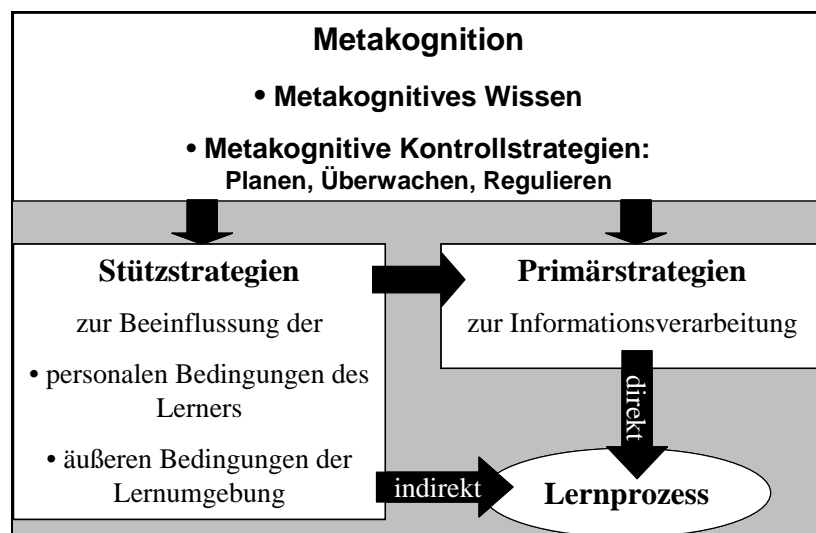 Metakognition
• Metakognitives Wissen
• Metakognitive Kontrollstrategien:
Planen, Überwachen, Regulieren
Stützstrategien
zur Beeinflussung der
• personalen Bedingungen des
Lerners
• äußeren Bedingungen der
Lernumgebung
Primärstrategien
zur Informationsverarbeitung
direkt
indirekt
Lernprozess